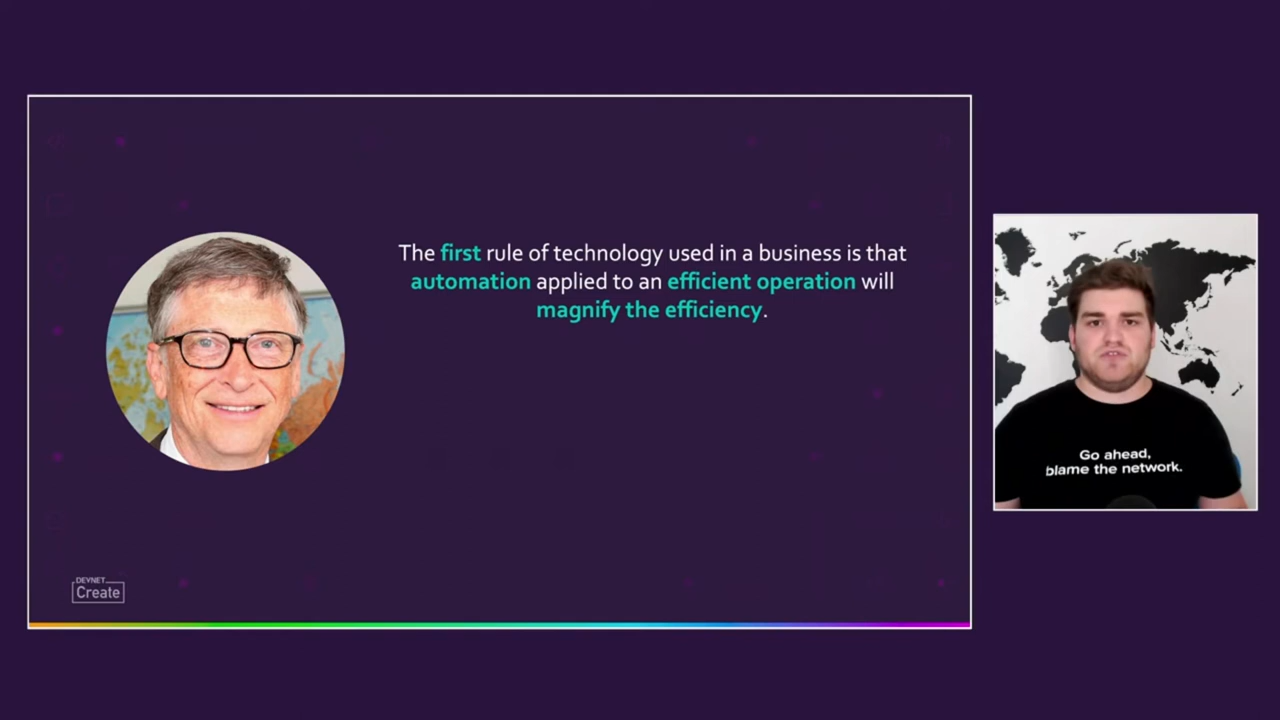 The first rule of technology used in a business is that
automation applied to an efficient operation will
magnify the efficiency.
Go ahead,
blame the network.
DEVNET
Create